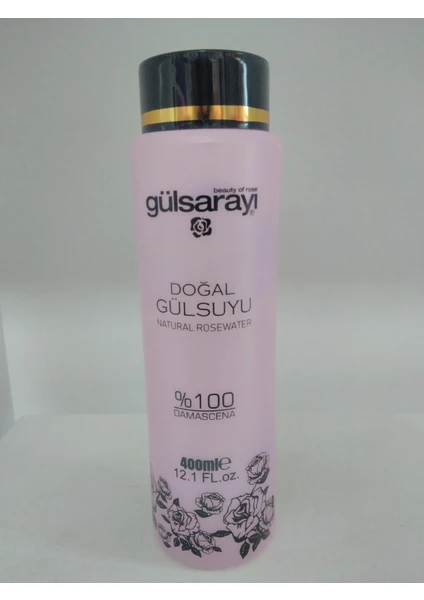 beauty of rose
gülsarayı®
DOĞAL
GÜLSUYU
NATURAL ROSEWATER
%100
DAMASCENA
400ml℮
12.1 FL.oz.